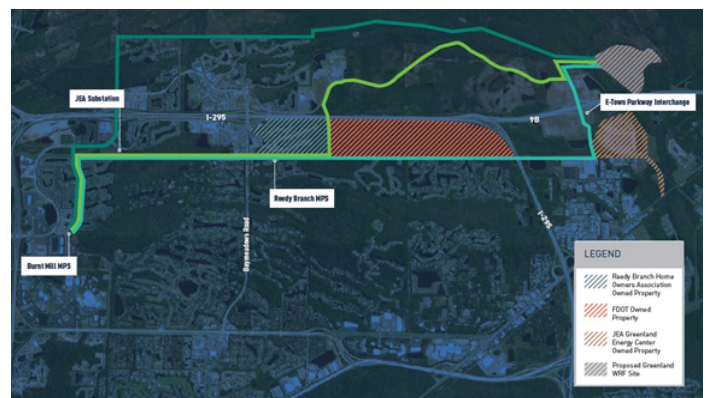 JEA Substation
I-295
9B
E-Town Parkway Interchange
Reedy Branch MPS
Baymeadows Road
I-295
Burnt Mill MPS
LEGEND
Reedy Branch Home
Owners Association
Owned Property
FDOT Owned
Property
JEA Greenland
Energy Center
Owned Property
Proposed Greenland
WRF Site